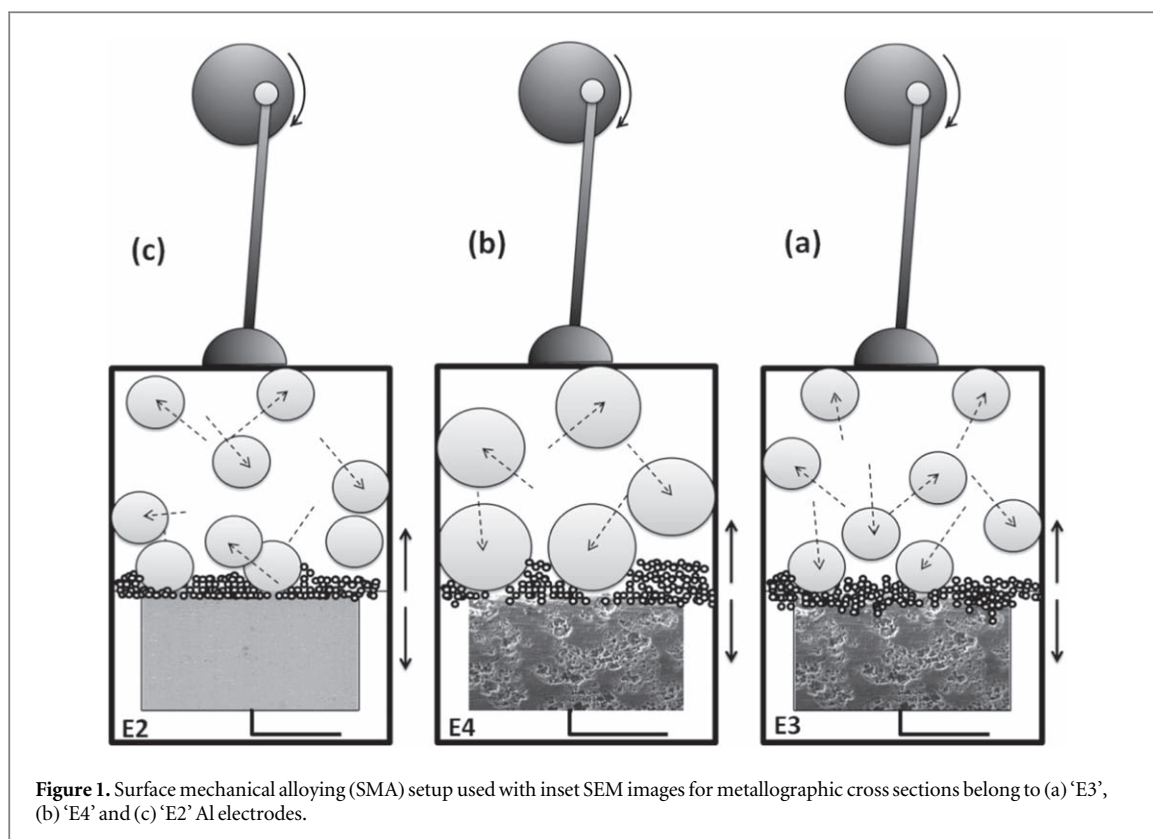 (c)
(b)
(a)
E2
E4
E3
Figure 1. Surface mechanical alloying (SMA) setup used with inset SEM images for metallographic cross sections belong to (a) ‘E3’,
(b) ‘E4’ and (c) ‘E2’ Al electrodes.